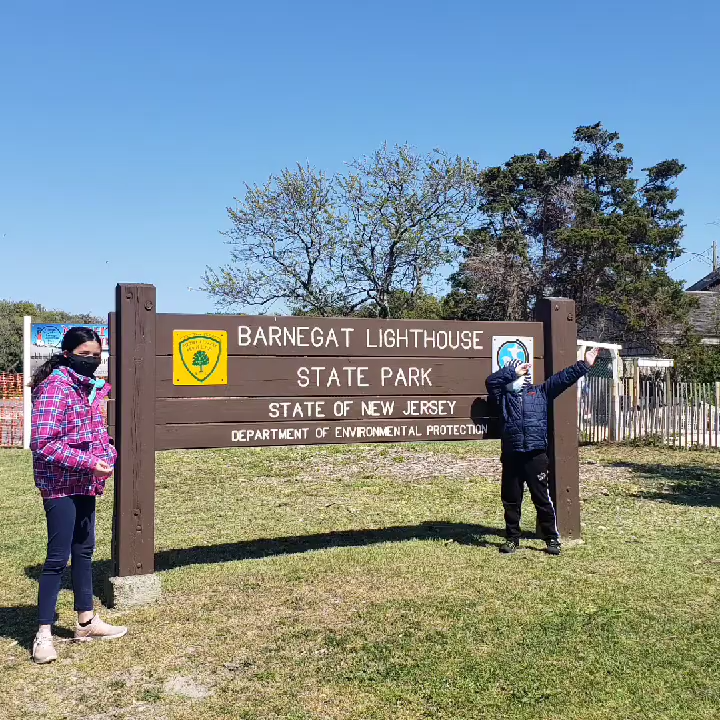 BARNEGAT LIGHTHOUSE
STATE PARK
STATE OF NEW JERSEY
DEPARTMENT OF ENVIRONMENTAL PROTECTION